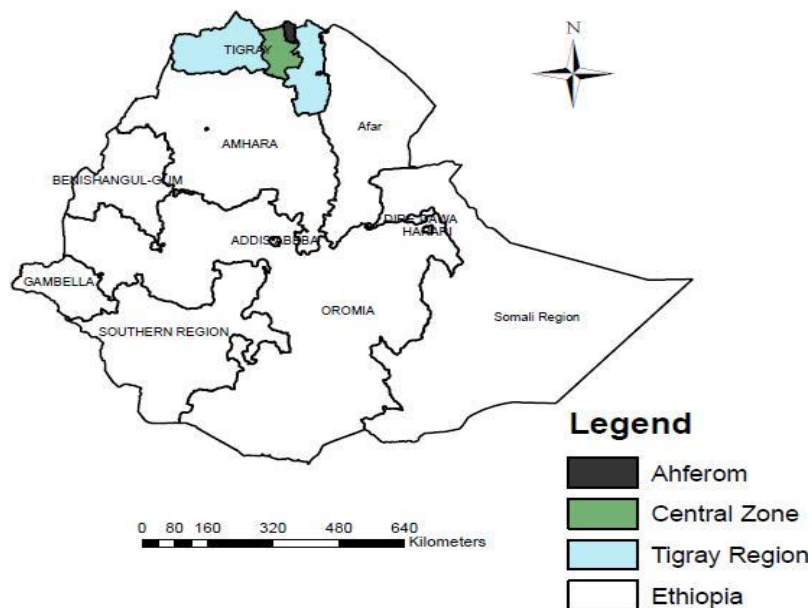 N
TIGRAY
Afar
AMHARA
BENISHANGUL-GUM
DIRE DAWA
HARARI
ADDIS ABEBA
GAMBELLA
OROMIA
Somali Region
SOUTHERN REGION
Legend
Ahferom
Central Zone
Tigray Region
Ethiopia
0 80 160 320 480 640
Kilometers